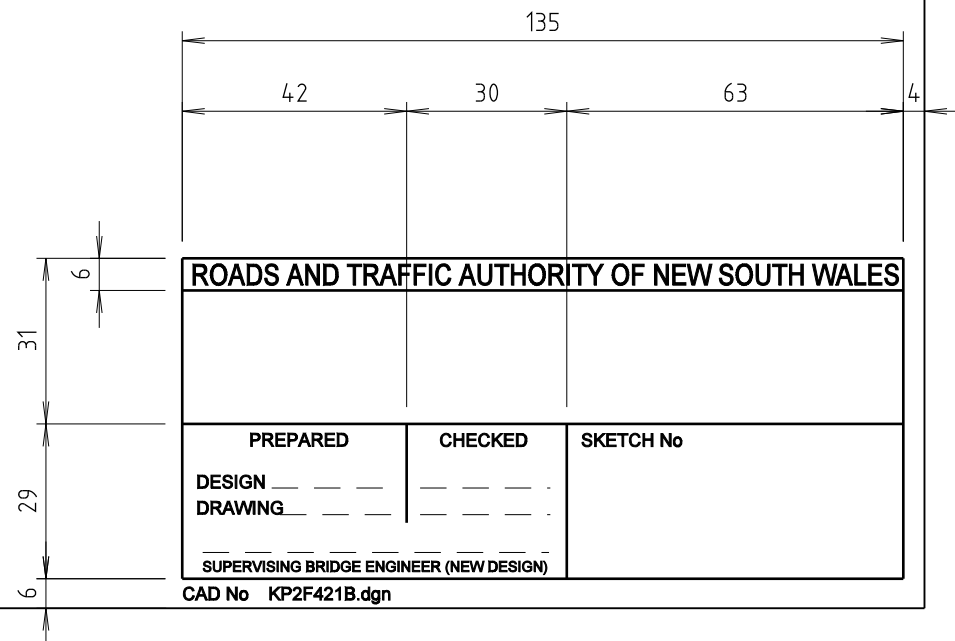 135
42 30 63 4
6
ROADS AND TRAFFIC AUTHORITY OF NEW SOUTH WALES
31
PREPARED CHECKED SKETCH No
DESIGN
29
DRAWING
SUPERVISING BRIDGE ENGINEER (NEW DESIGN)
6
CAD No KP2F421B.dgn